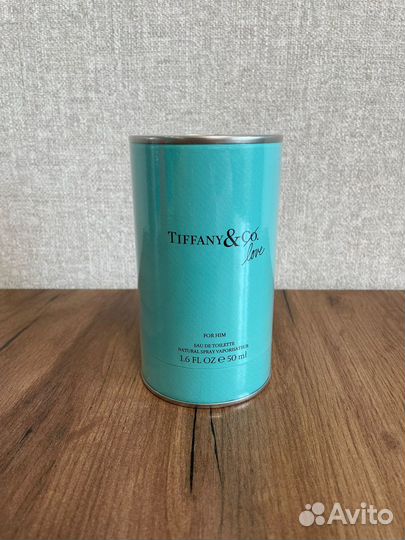 TIFFANY & CO.
love
FOR HIM
EAU DE TOILETTE
NATURAL SPRAY VAPORISATEUR
1.6 FL OZ ℮ 50 ml
Avito